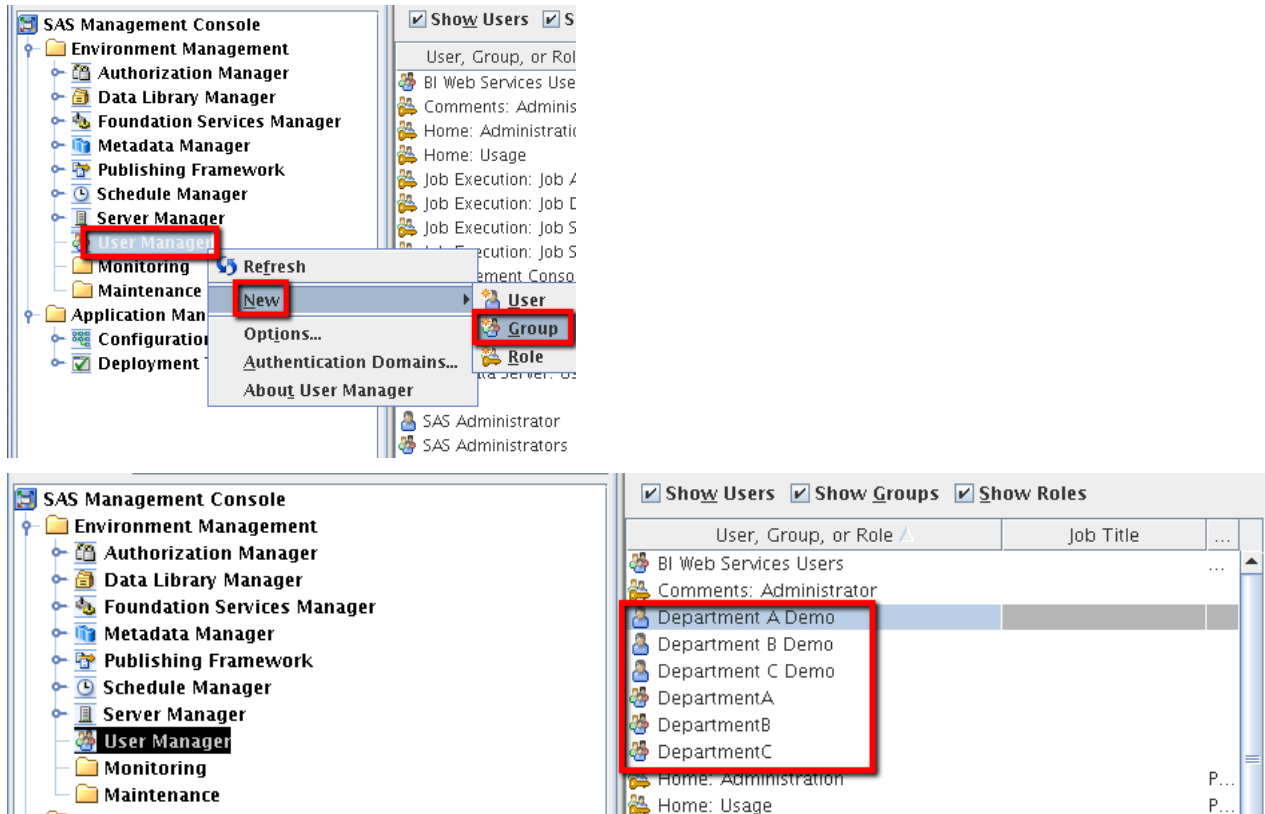 SAS Management Console
Environment Management
Authorization Manager
Data Library Manager
Foundation Services Manager
Metadata Manager
Publishing Framework
Schedule Manager
Server Manager
User Manager
Monitoring
Maintenance
Application Man
Configuration
Deployment T
Refresh
New
Options...
Authentication Domains...
About User Manager
User
Group
Role
Show Users S
User, Group, or Rol
BI Web Services Use
Comments: Adminis
Home: Administratio
Home: Usage
Job Execution: Job A
Job Execution: Job D
Job Execution: Job S
ecution: Job S
ement Conso
SAS Administrator
SAS Administrators
SAS Management Console
Environment Management
Authorization Manager
Data Library Manager
Foundation Services Manager
Metadata Manager
Publishing Framework
Schedule Manager
Server Manager
User Manager
Monitoring
Maintenance
Show Users Show Groups Show Roles
User, Group, or Role Job Title ...
BI Web Services Users ...
Comments: Administrator
Department A Demo
Department B Demo
Department C Demo
DepartmentA
DepartmentB
DepartmentC
Home: Administration P...
Home: Usage P...